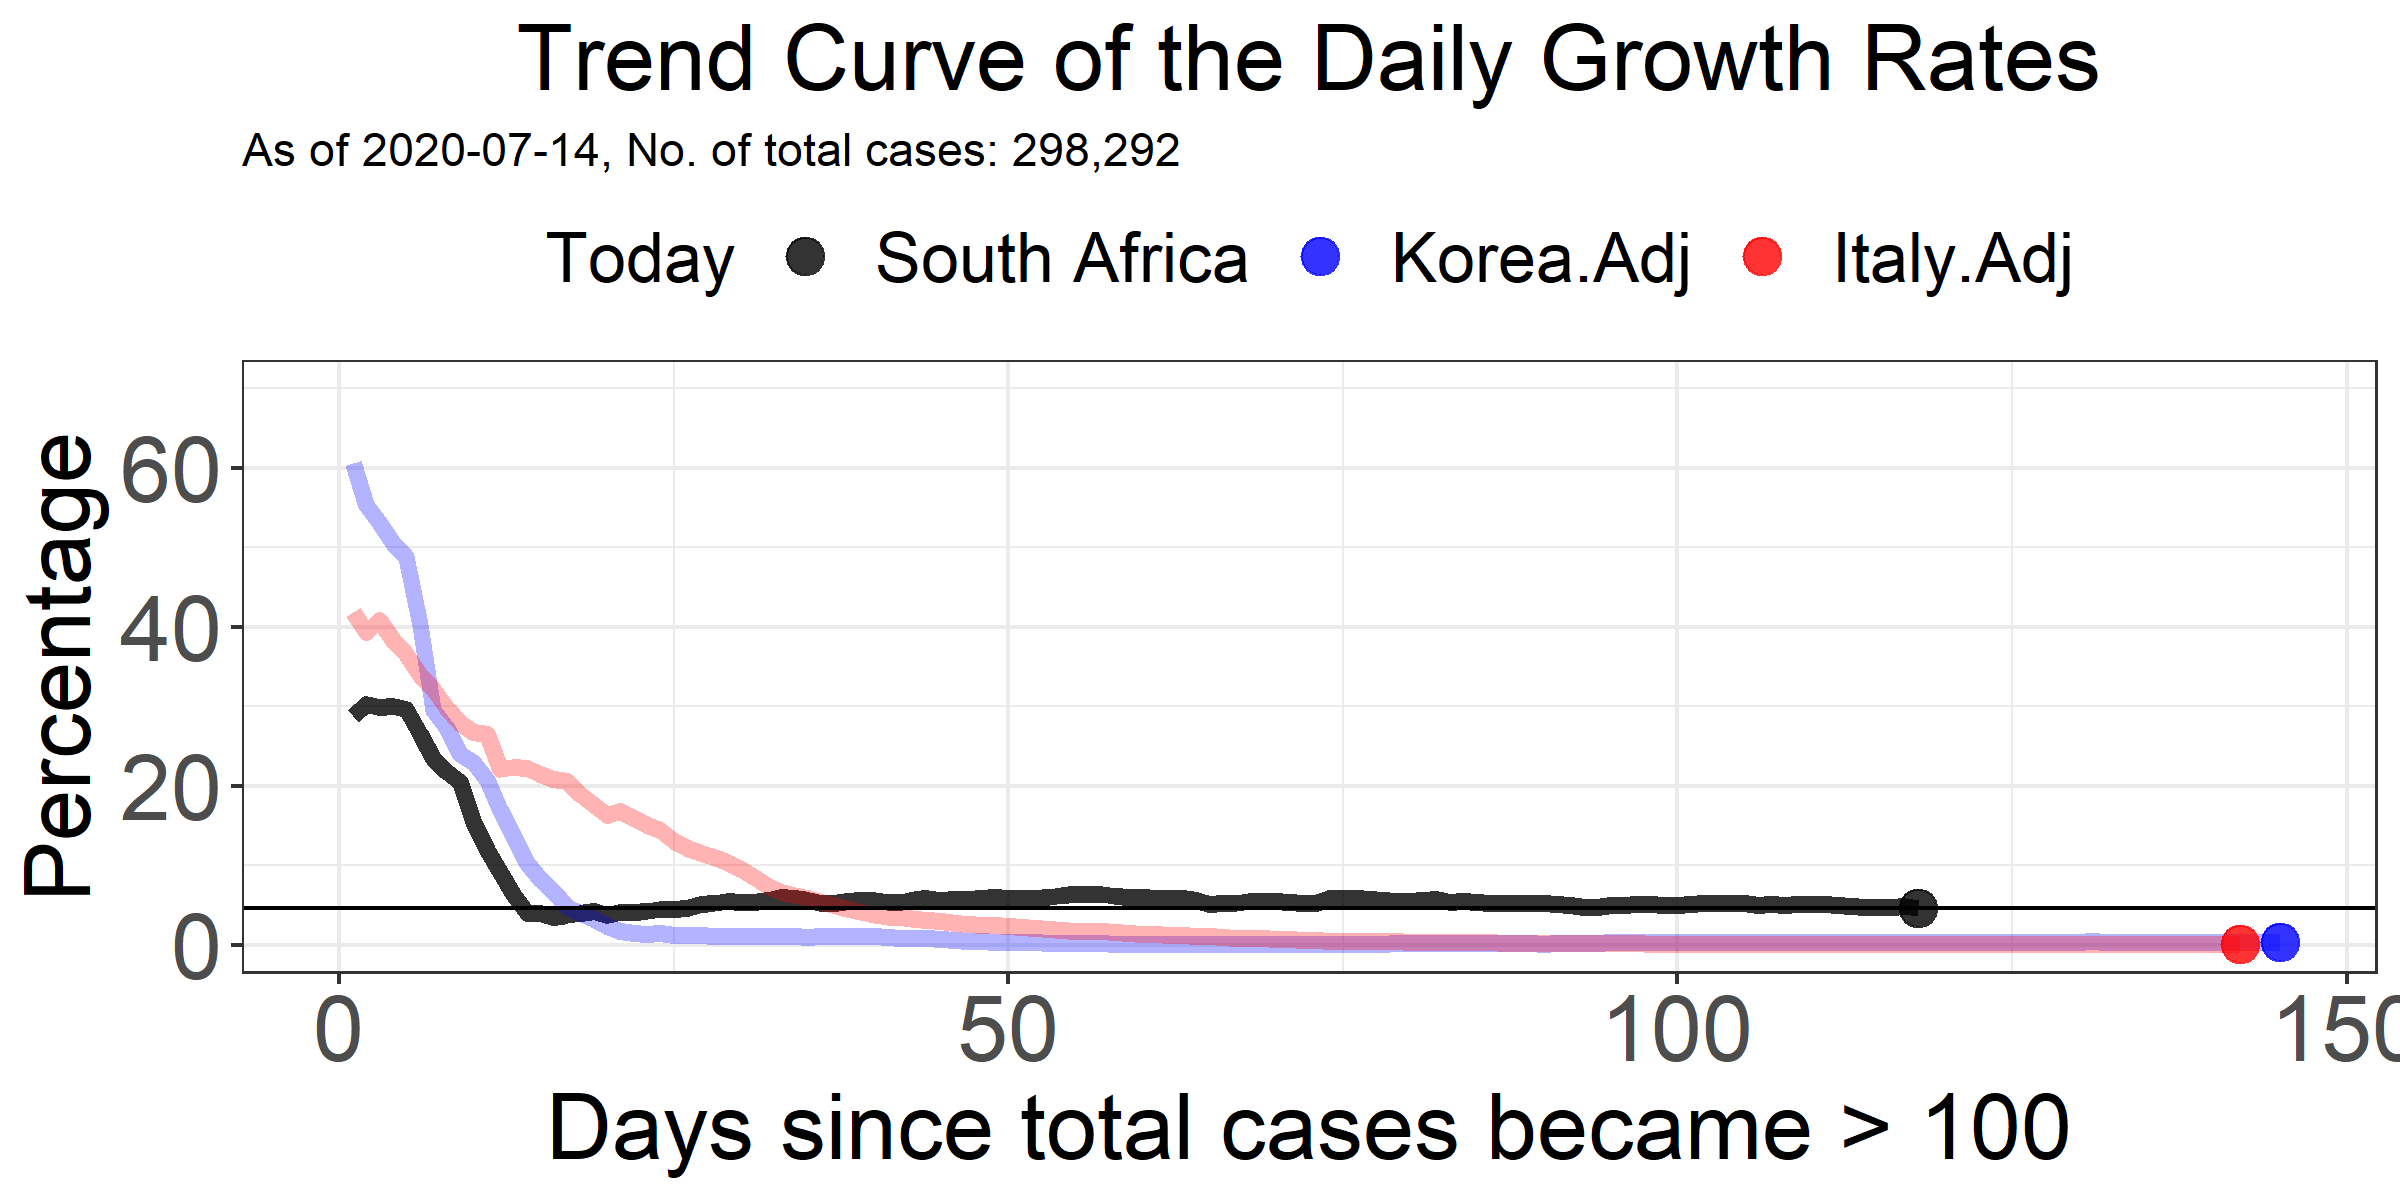 Trend Curve of the Daily Growth Rates
As of 2020-07-14, No. of total cases: 298,292
Today South Africa Korea.Adj Italy.Adj
Percentage
60
40
20
0
0 50 100 150
Days since total cases became > 100